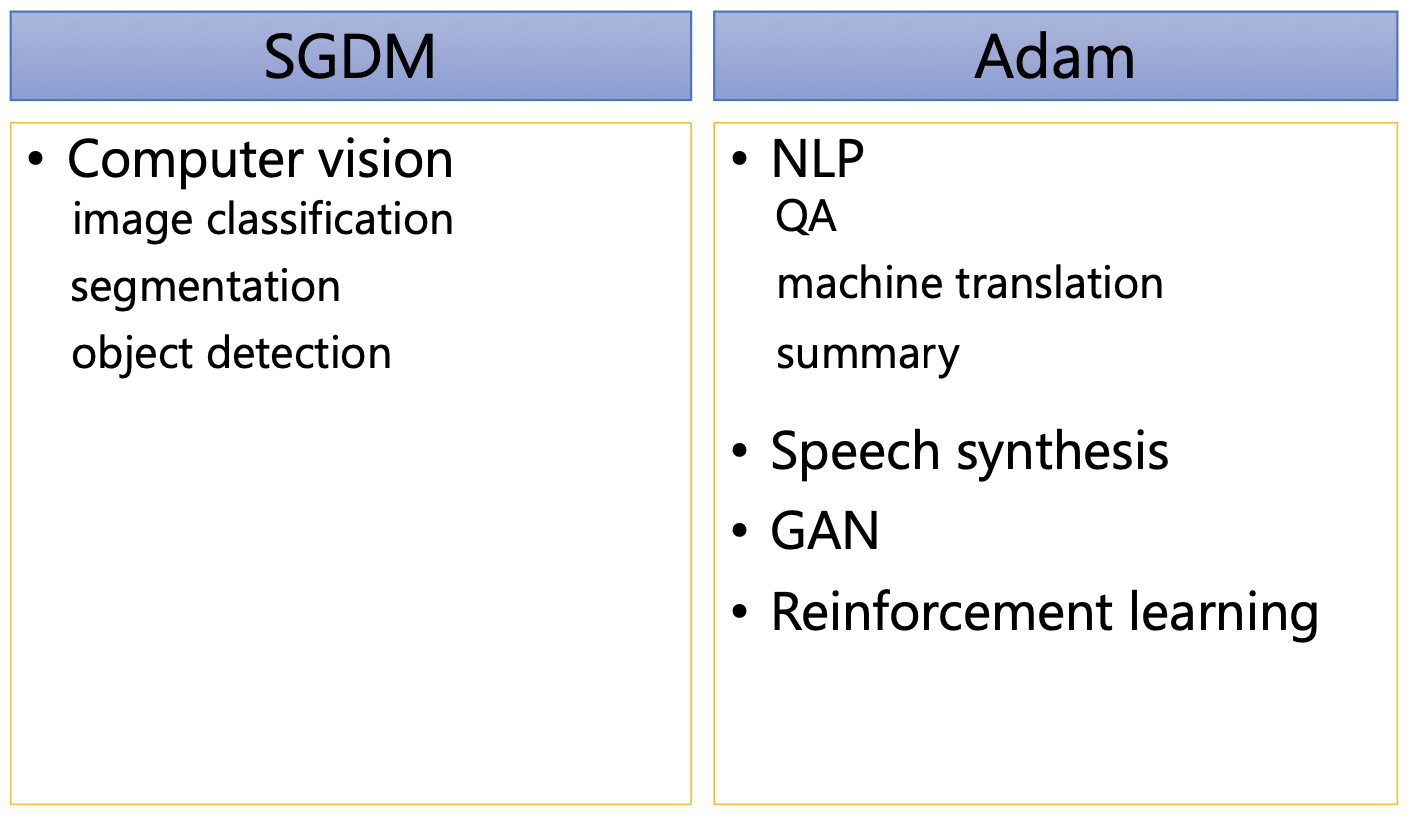 SGDM
• Computer vision
image classification
segmentation
object detection
Adam
• NLP
QA
machine translation
summary
• Speech synthesis
• GAN
• Reinforcement learning